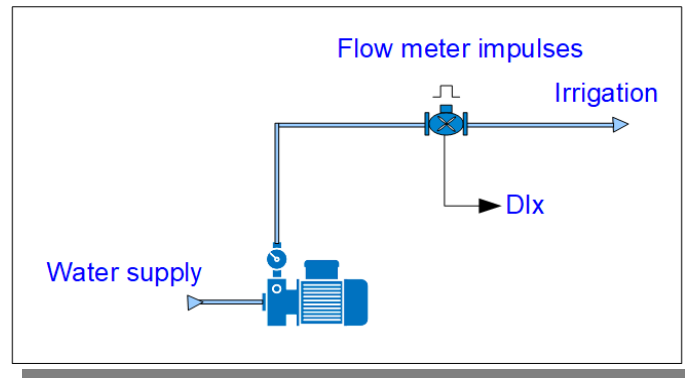 Flow meter impulses
Irrigation
DIx
Water supply